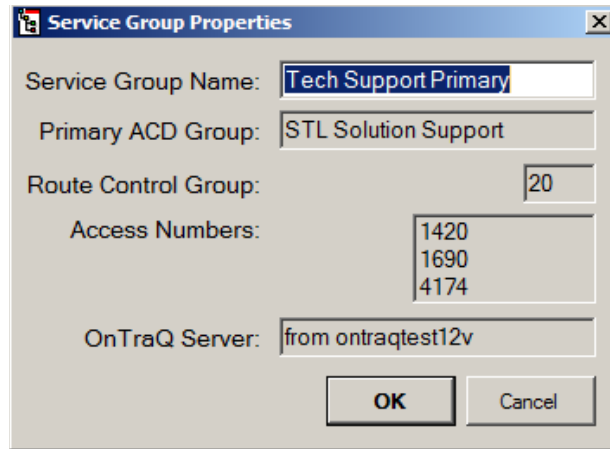 Service Group Properties
Service Group Name: Tech Support Primary
Primary ACD Group: STL Solution Support
Route Control Group: 20
Access Numbers: 1420
1690
4174
OnTraQ Server: from ontraqtest12v
OK Cancel